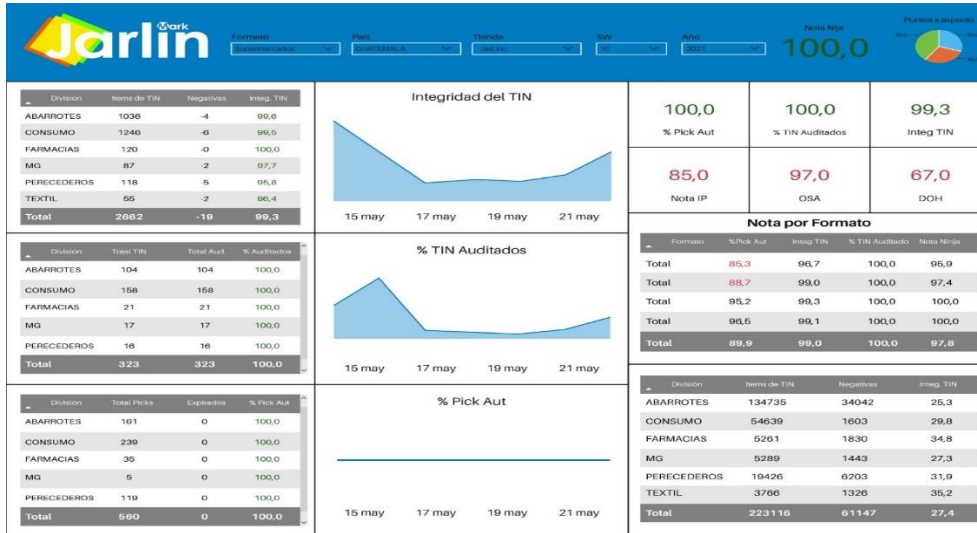 Jarlin
Mark
Formato
Supermercados
País
GUATEMALA
Tienda
SW
10
Año
2021
Nota Nija
100,0
Puntos x aspecto
División Items de TIN Negativas Integ. TIN
ABARROTES 1036 -4 99,6
CONSUMO 1246 -6 99,5
FARMACIAS 120 -0 100,0
MG 87 -2 97,7
PERECEDEROS 118 -5 95,8
TEXTIL 55 -2 96,4
Total 2662 -19 99,3
División Total TIN Total Aud. % Auditados
ABARROTES 104 104 100,0
CONSUMO 158 158 100,0
FARMACIAS 21 21 100,0
MG 17 17 100,0
PERECEDEROS 16 16 100,0
Total 323 323 100,0
División Total Picks Expirados % Pick Aut
ABARROTES 161 0 100,0
CONSUMO 239 0 100,0
FARMACIAS 35 0 100,0
MG 5 0 100,0
PERECEDEROS 119 0 100,0
Total 560 0 100,0
Integridad del TIN
15 may 17 may 19 may 21 may
% TIN Auditados
15 may 17 may 19 may 21 may
% Pick Aut
15 may 17 may 19 may 21 may
100,0 100,0 99,3
% Pick Aut % TIN Auditados Integ TIN
85,0 97,0 67,0
Nota IP OSA DOH
Nota por Formato
Formato %Pick Aut Integ TIN % TIN Auditado Nota Ninja
Total 85,3 96,7 100,0 95,9
Total 88,7 99,0 100,0 97,4
Total 95,2 99,3 100,0 100,0
Total 96,5 99,1 100,0 100,0
Total 89,9 99,0 100,0 97,8
División Items de TIN Negativas Integ. TIN
ABARROTES 134735 34042 25,3
CONSUMO 54639 1603 29,8
FARMACIAS 5261 1830 34,8
MG 5289 1443 27,3
PERECEDEROS 19426 6203 31,9
TEXTIL 3766 1326 35,2
Total 223116 61147 27,4